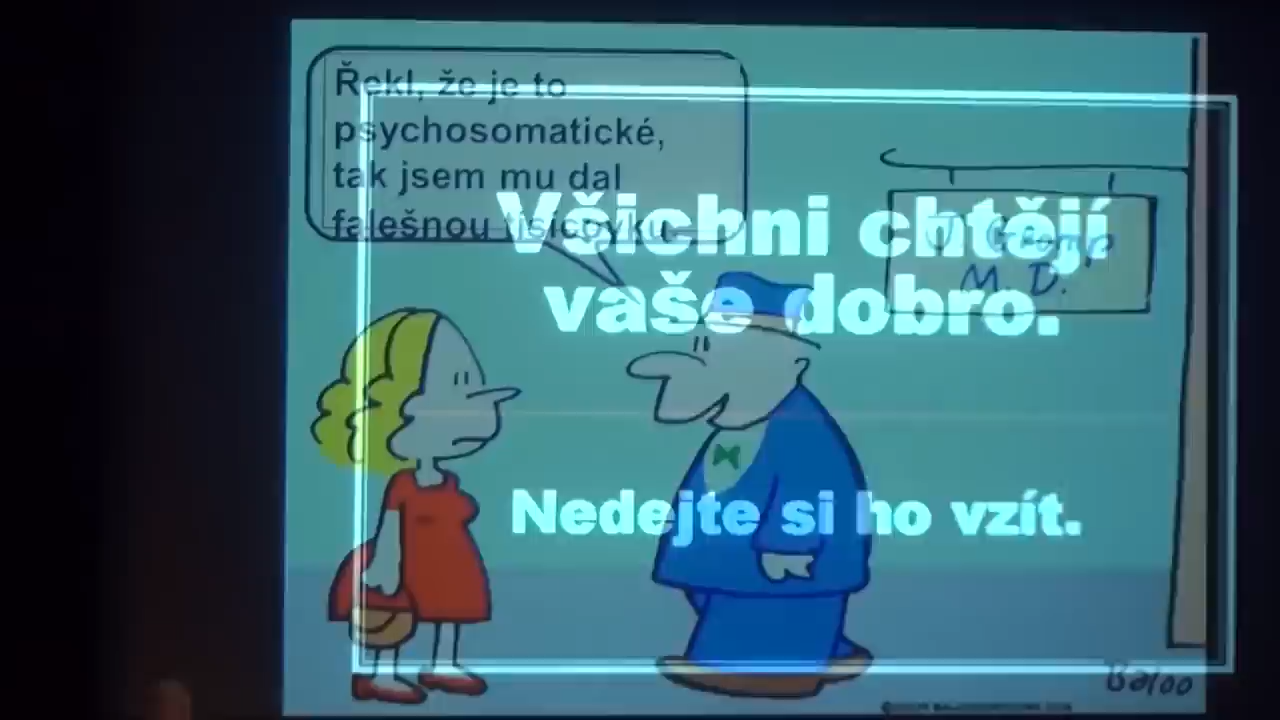 Řekl, že je to
psychosomatické,
tak jsem mu dal
falešnou tisícovku.
Všichni chtějí
vaše dobro.
M. D.
Nedejte si ho vzít.
Baloo